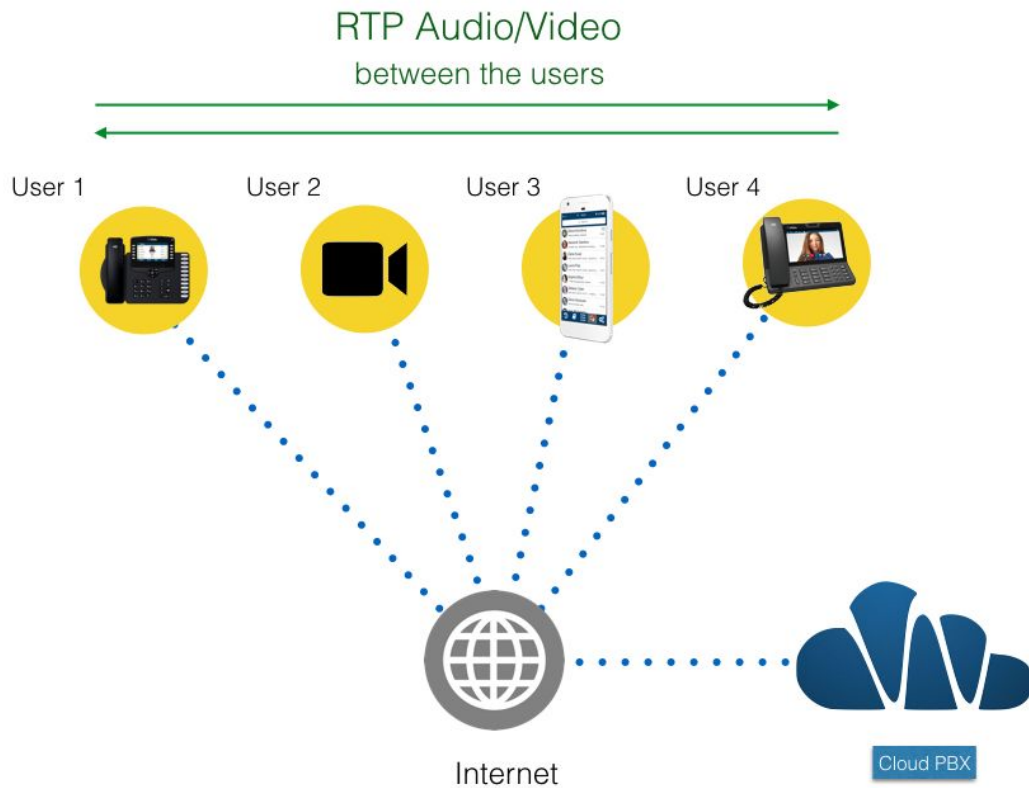 RTP Audio/Video
between the users
User 1
User 2
User 3
User 4
Internet
Cloud PBX